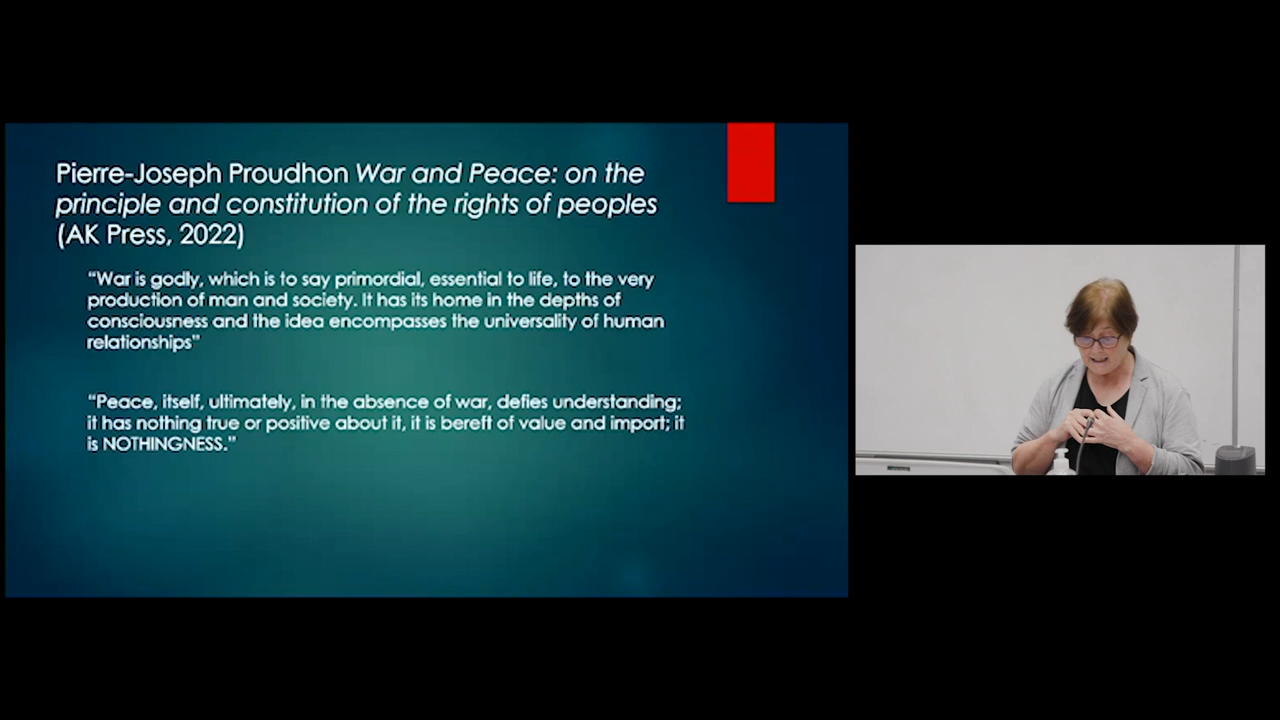 Pierre-Joseph Proudhon War and Peace: on the
principle and constitution of the rights of peoples
(AK Press, 2022)
“War is godly, which is to say primordial, essential to life, to the very
production of man and society. It has its home in the depths of
consciousness and the idea encompasses the universality of human
relationships”
“Peace, itself, ultimately, in the absence of war, defies understanding;
it has nothing true or positive about it, it is bereft of value and import; it
is NOTHINGNESS.”